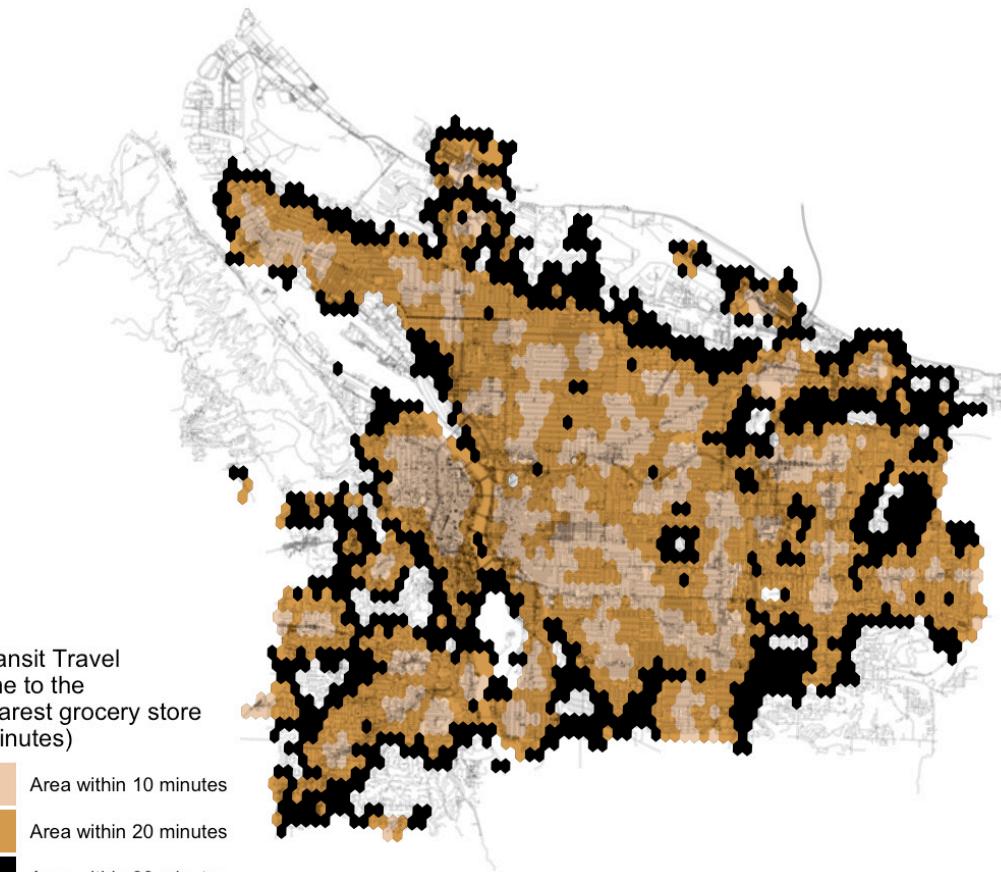 ansit Travel
e to the
arest grocery store
inutes)
Area within 10 minutes
Area within 20 minutes